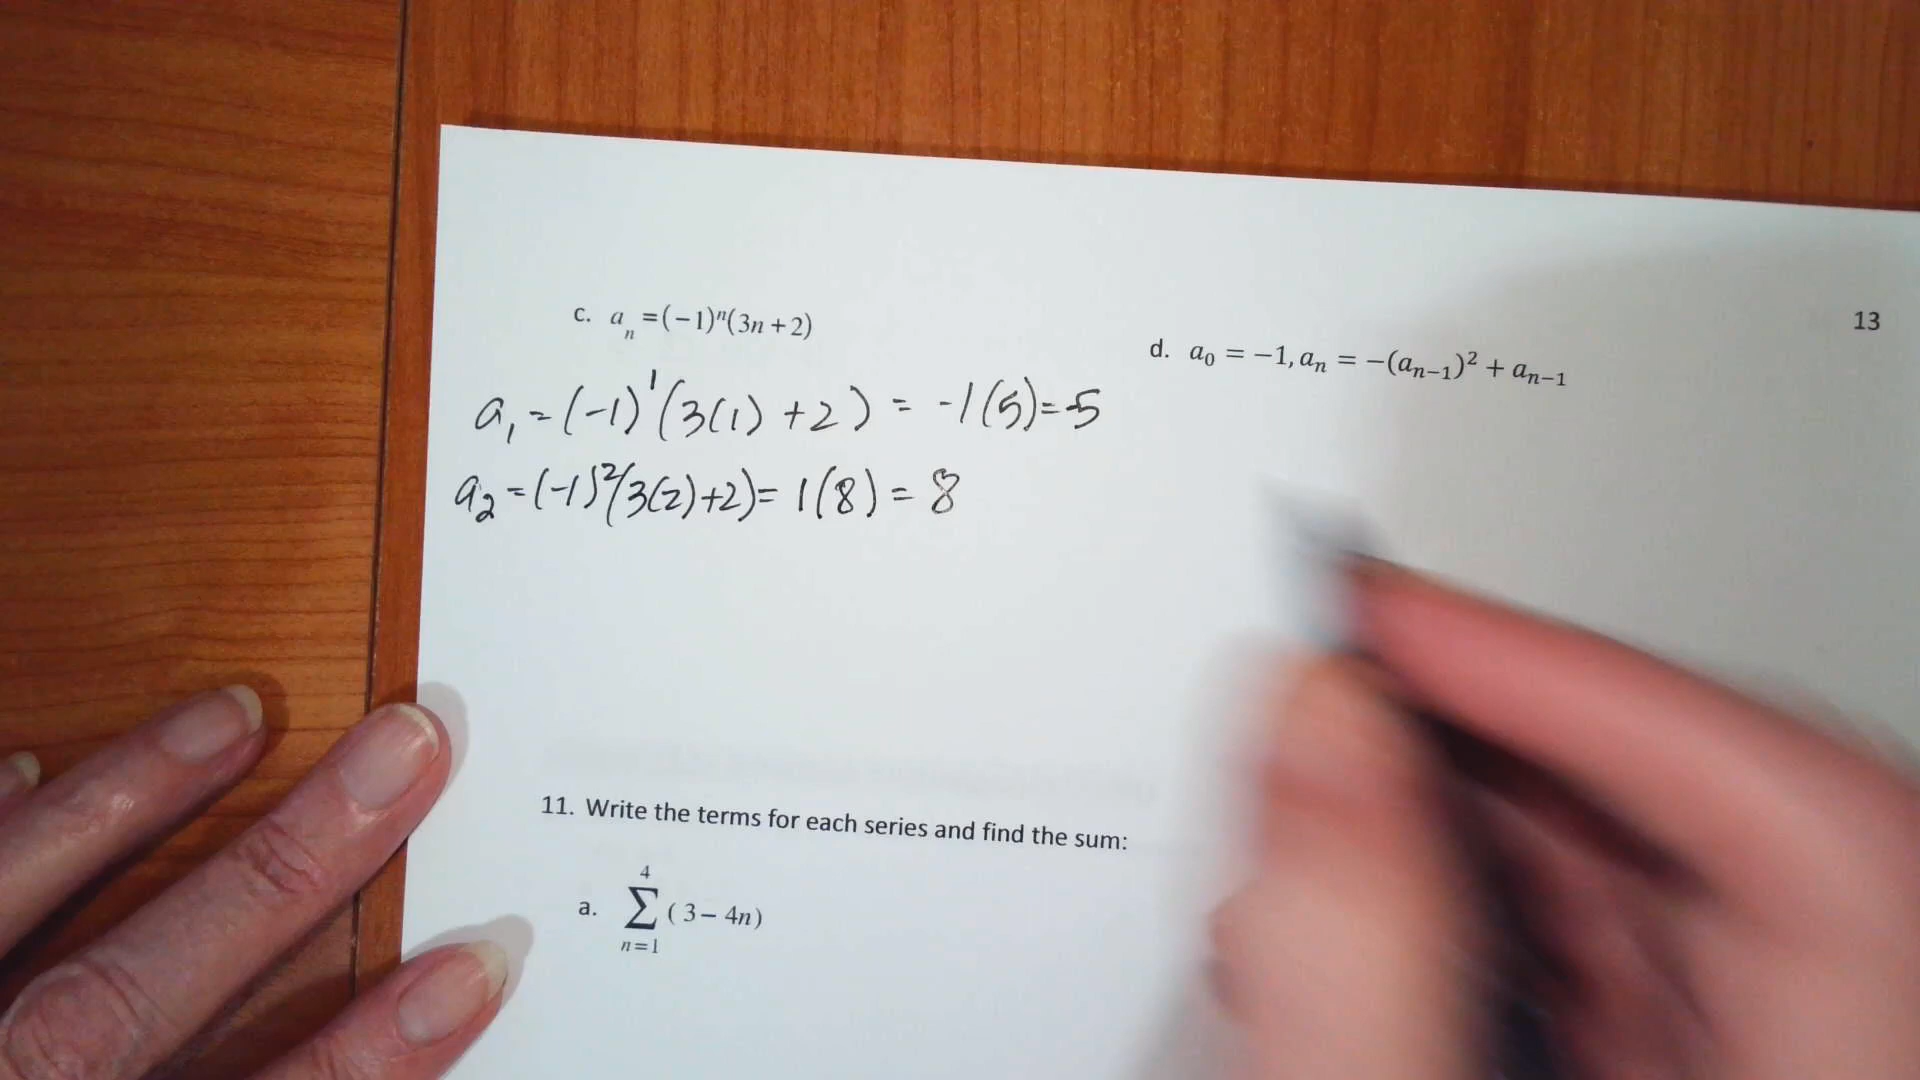 13
c. aₙ = (−1)ⁿ(3n + 2)
d. a₀ = −1, aₙ = −(aₙ₋₁)² + aₙ₋₁
a₁ = (-1)¹(3(1) + 2) = -1(5) = -5
a₂ = (-1)²(3(2)+2) = 1(8) = 8
11. Write the terms for each series and find the sum:
4
a. Σ (3 − 4n)
n=1